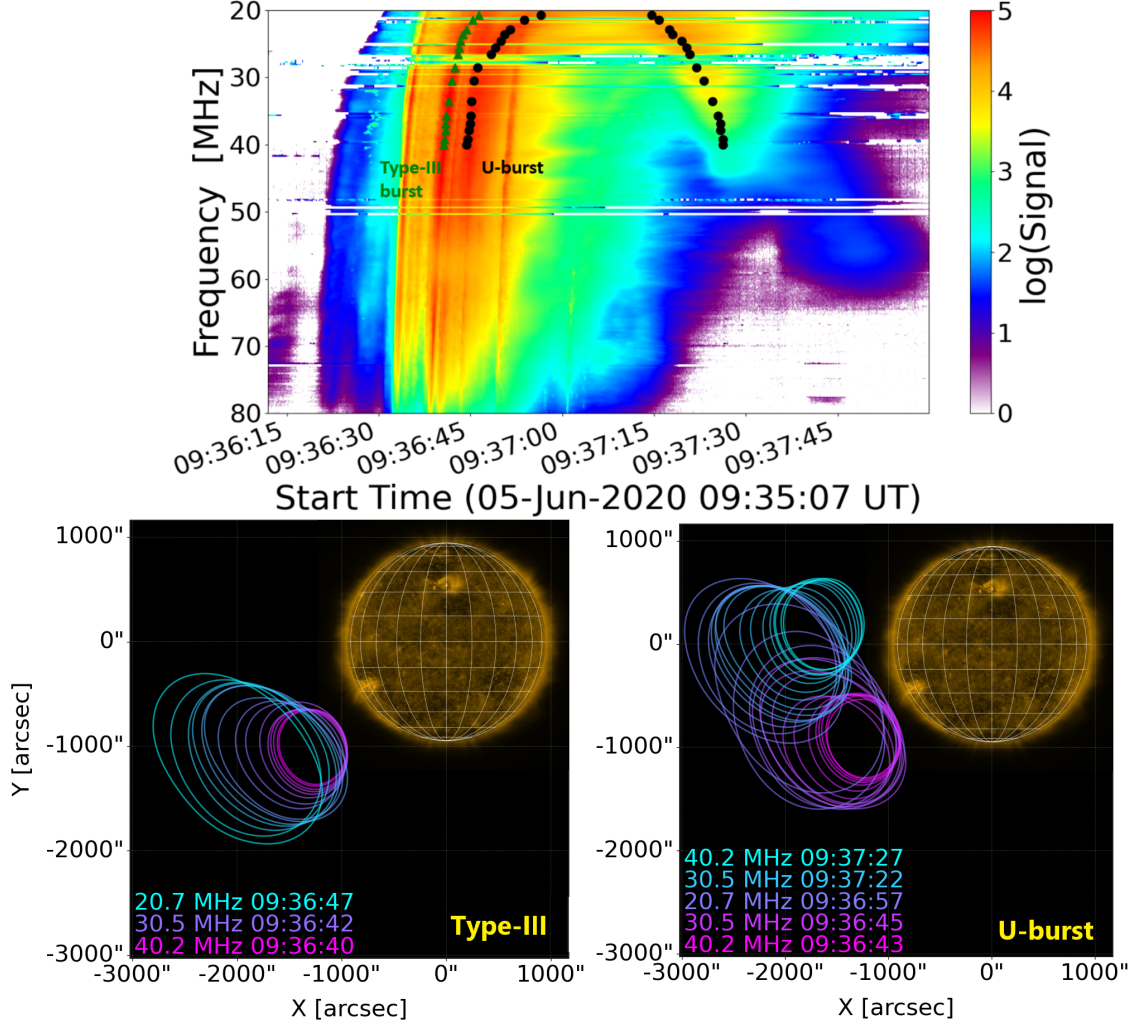 20
30
40
50
60
70
80
Frequency [MHz]
Type-III
burst
U-burst
09:36:15
09:36:30
09:36:45
09:37:00
09:37:15
09:37:30
09:37:45
Start Time (05-Jun-2020 09:35:07 UT)
5
4
3
2
1
0
log(Signal)
1000"
0"
-1000"
-2000"
-3000"
Y [arcsec]
20.7 MHz 09:36:47
30.5 MHz 09:36:42
40.2 MHz 09:36:40
Type-III
-3000" -2000" -1000" 0" 1000"
X [arcsec]
1000"
0"
-1000"
-2000"
-3000"
40.2 MHz 09:37:27
30.5 MHz 09:37:22
20.7 MHz 09:36:57
30.5 MHz 09:36:45
40.2 MHz 09:36:43
U-burst
-3000" -2000" -1000" 0" 1000"
X [arcsec]